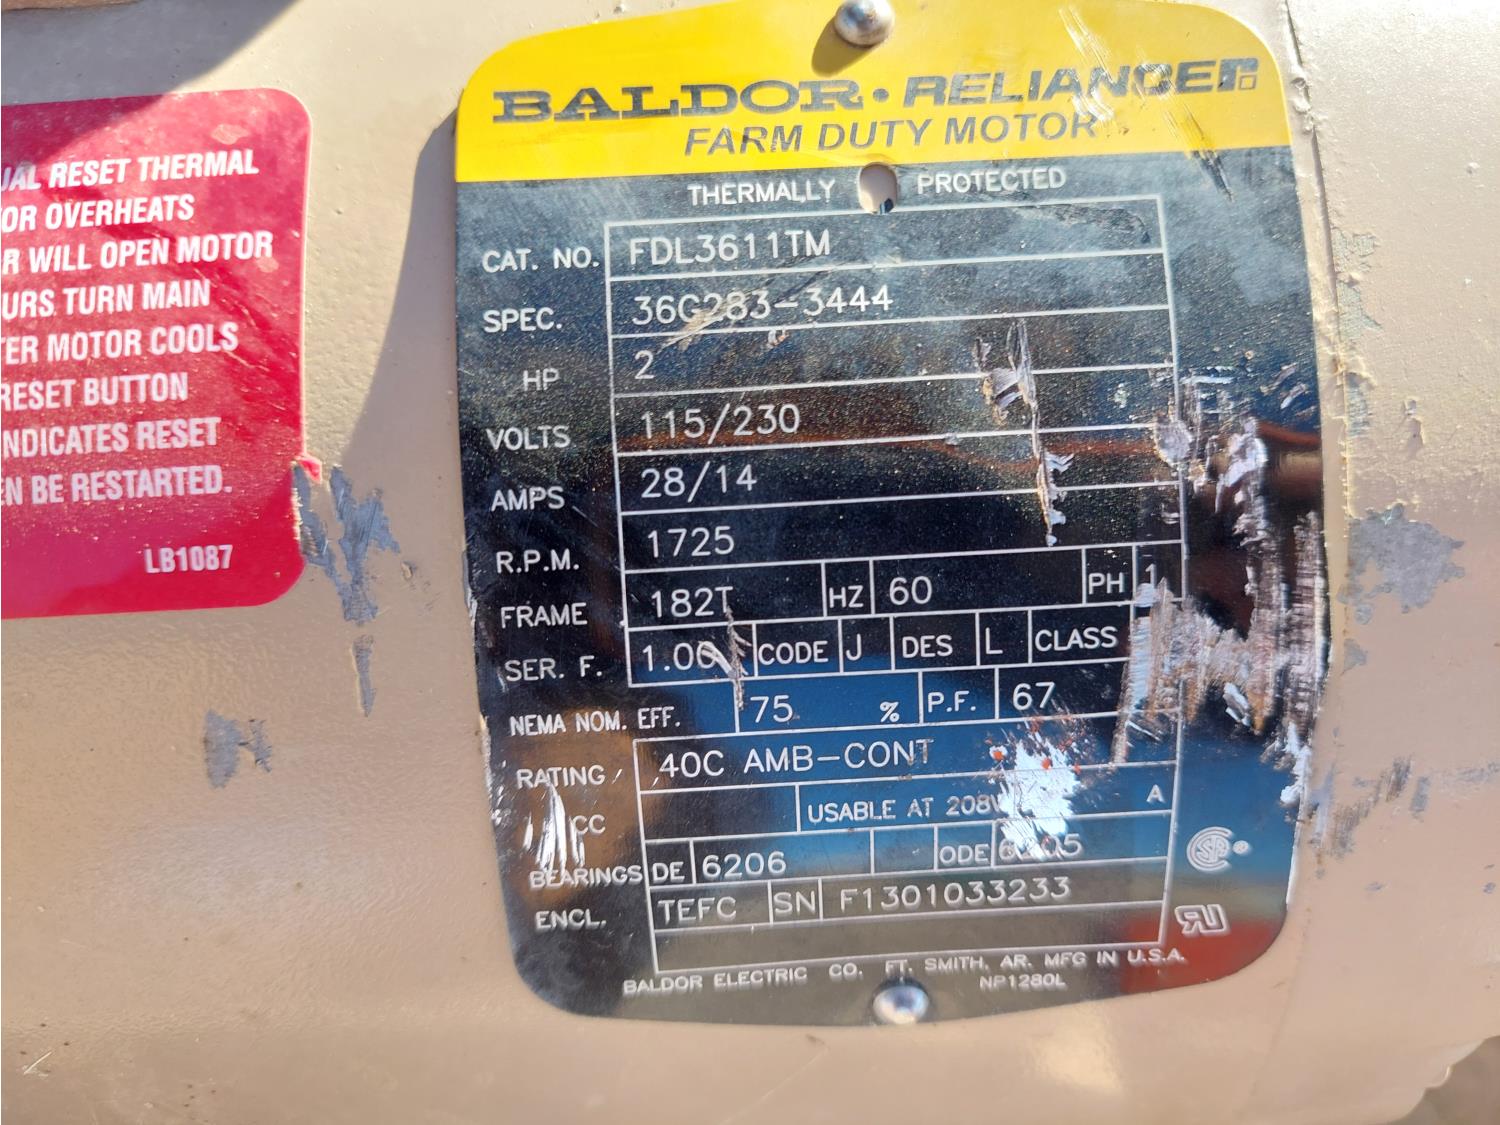 UAL RESET THERMAL
OR OVERHEATS
R WILL OPEN MOTOR
URS TURN MAIN
TER MOTOR COOLS
RESET BUTTON
NDICATES RESET
EN BE RESTARTED.
LB1087
BALDOR • RELIANCER
FARM DUTY MOTOR
THERMALLY PROTECTED
CAT. NO. FDL3611TM
SPEC. 36G283-3444
HP 2
VOLTS 115/230
AMPS 28/14
R.P.M. 1725
FRAME 182T HZ 60 PH 1
SER. F. 1.00 CODE J DES L CLASS
NEMA NOM. EFF. 75 % P.F. 67
RATING 40C AMB-CONT
CC USABLE AT 208V A
BEARINGS DE 6206 ODE 6205
ENCL. TEFC SN F1301033233
BALDOR ELECTRIC CO. FT. SMITH, AR. MFG IN U.S.A.
NP1280L